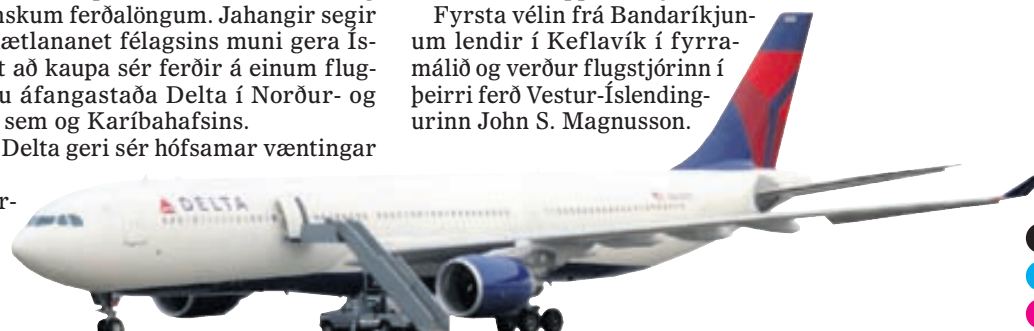 nskum ferðalöngum. Jahangir segir
ætlananet félagsins muni gera Ís-
t að kaupa sér ferðir á einum flug-
u áfangastaða Delta í Norður- og
sem og Karíbahafsins.
Delta geri sér hófsamar væntingar
r-
Fyrsta vélin frá Bandaríkjun-
um lendir í Keflavík í fyrra-
málið og verður flugstjórinn í
þeirri ferð Vestur-Íslending-
urinn John S. Magnusson.
DELTA